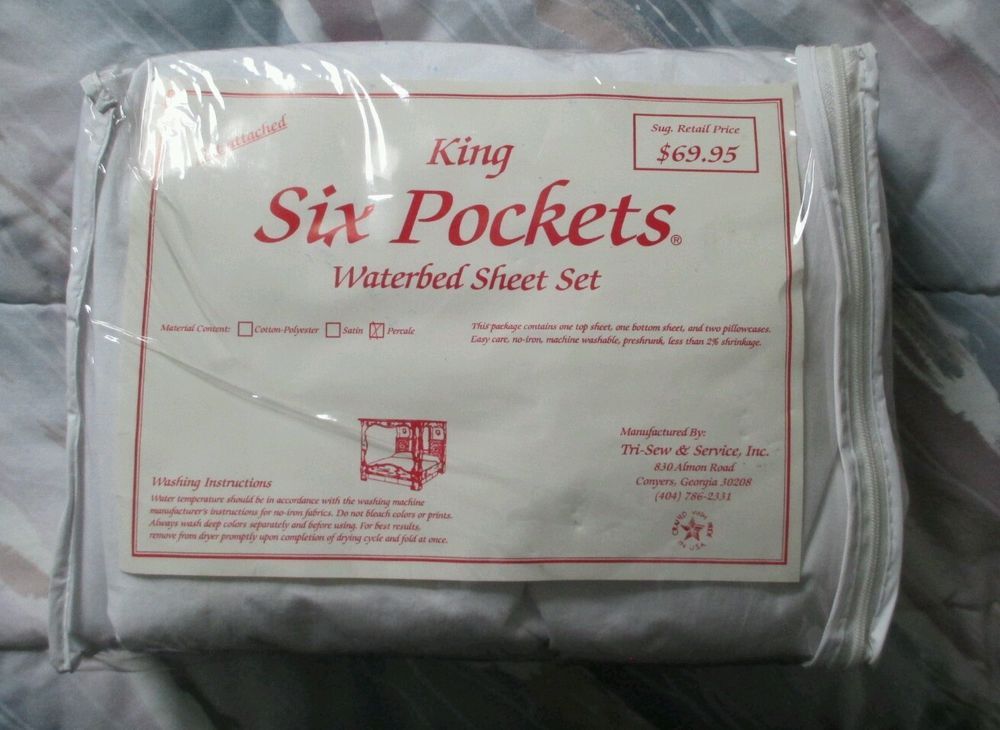 attached
King
Sug. Retail Price
$69.95
Six Pockets®
Waterbed Sheet Set
Material Content: Cotton-Polyester Satin X Percale
This package contains one top sheet, one bottom sheet, and two pillowcases.
Easy care, no-iron, machine washable, preshrunk, less than 2% shrinkage.
Washing Instructions
Water temperature should be in accordance with the washing machine
manufacturer's instructions for no-iron fabrics. Do not bleach colors or prints.
Always wash deep colors separately and before using. For best results,
remove from dryer promptly upon completion of drying cycle and fold at once.
Manufactured By:
Tri-Sew & Service, Inc.
830 Almon Road
Conyers, Georgia 30208
(404) 786-2331
CRAFTED WITH PRIDE
IN USA